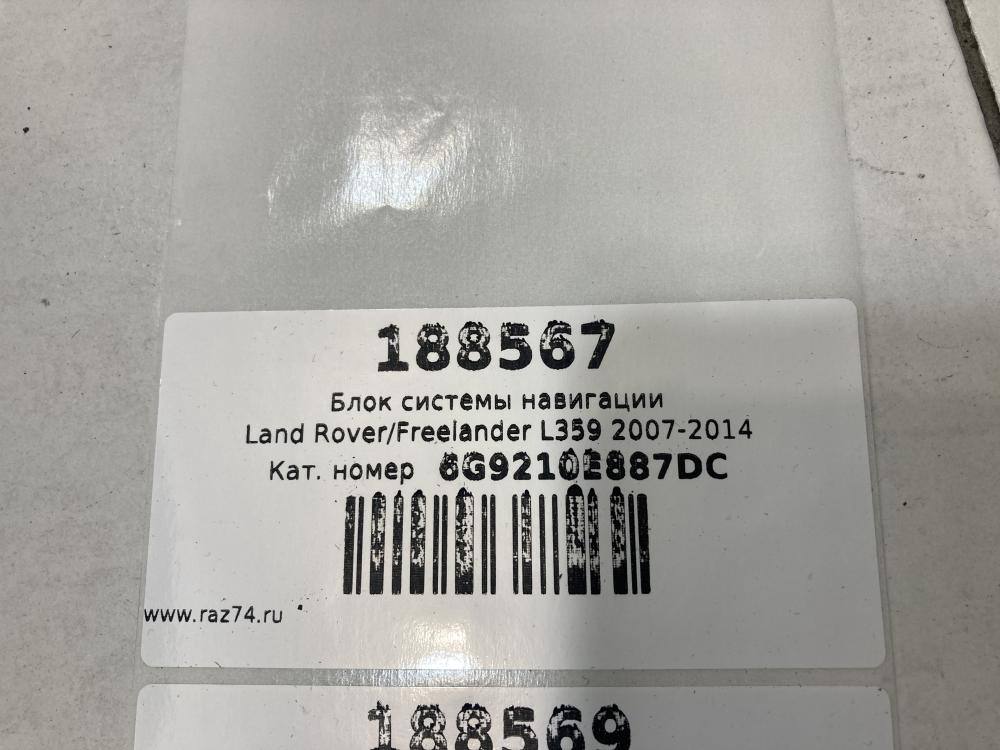 188567
Блок системы навигации
Land Rover/Freelander L359 2007-2014
Кат. номер 6G9210E887DC
www.raz74.ru
188569